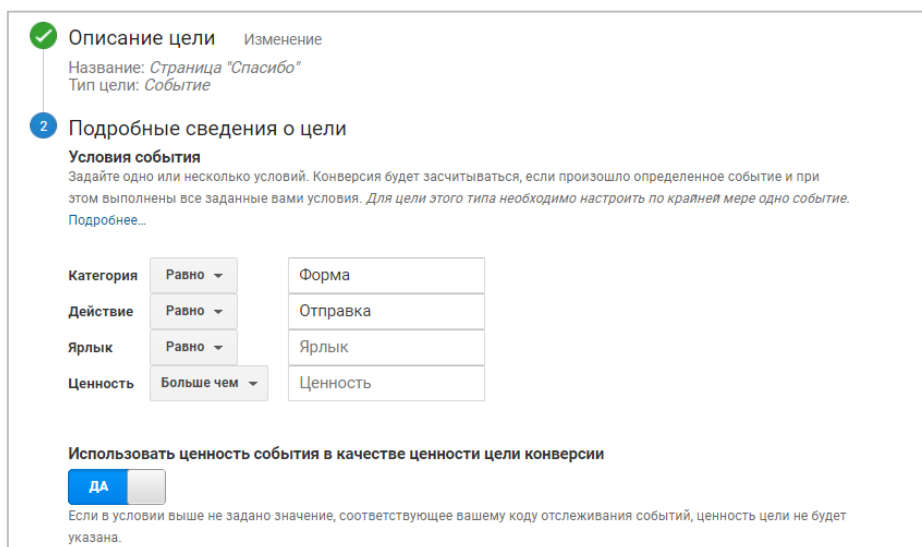 Описание цели Изменение
Название: Страница "Спасибо"
Тип цели: Событие
2 Подробные сведения о цели
Условия события
Задайте одно или несколько условий. Конверсия будет засчитываться, если произошло определенное событие и при
этом выполнены все заданные вами условия. Для цели этого типа необходимо настроить по крайней мере одно событие.
Подробнее…
Категория Равно Форма
Действие Равно Отправка
Ярлык Равно Ярлык
Ценность Больше чем Ценность
Использовать ценность события в качестве ценности цели конверсии
ДА
Если в условии выше не задано значение, соответствующее вашему коду отслеживания событий, ценность цели не будет
указана.